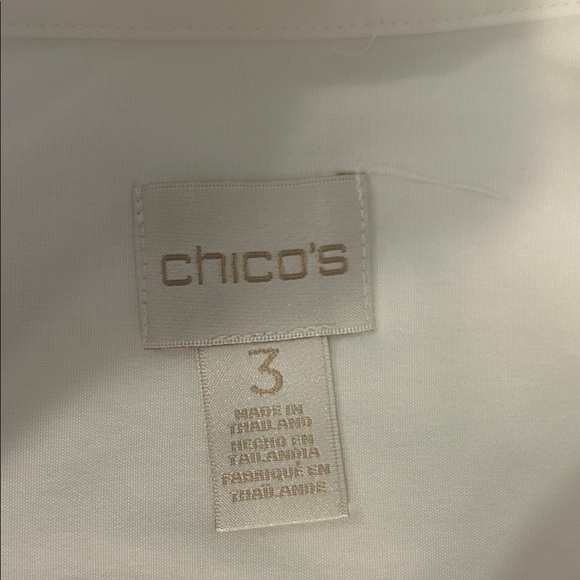 chico's
3
MADE IN
THAILAND
HECHO EN
TAILANDIA
FABRIQUÉ EN
THAÏLANDE